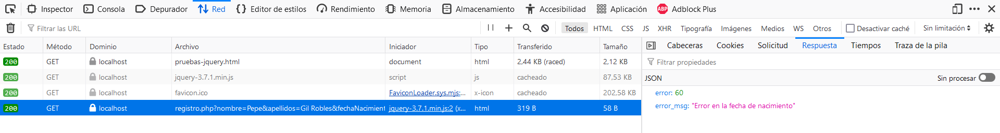 Inspector Consola Depurador Red Editor de estilos Rendimiento Memoria Almacenamiento Accesibilidad Aplicación ABP Adblock Plus
Filtrar las URL Todos HTML CSS JS XHR Tipografía Imágenes Medios WS Otros Desactivar caché Sin limitación
Estado Método Dominio Archivo Iniciador Tipo Transferido Tamaño
200 GET localhost pruebas-jquery.html document html 2,44 KB (raced) 2,12 KB
200 GET localhost jquery-3.7.1.min.js script js cacheado 87,53 KB
200 GET localhost favicon.ico FaviconLoader.sys.mjs:... x-icon cacheado 202,58 KB
200 GET localhost registro.php?nombre=Pepe&apellidos=Gil Robles&fechaNacimient jquery-3.7.1.min.js:2 (x... html 319 B 58 B
Cabeceras Cookies Solicitud Respuesta Tiempos Traza de la pila
Filtrar propiedades
JSON Sin procesar
error: 60
error_msg: "Error en la fecha de nacimiento"